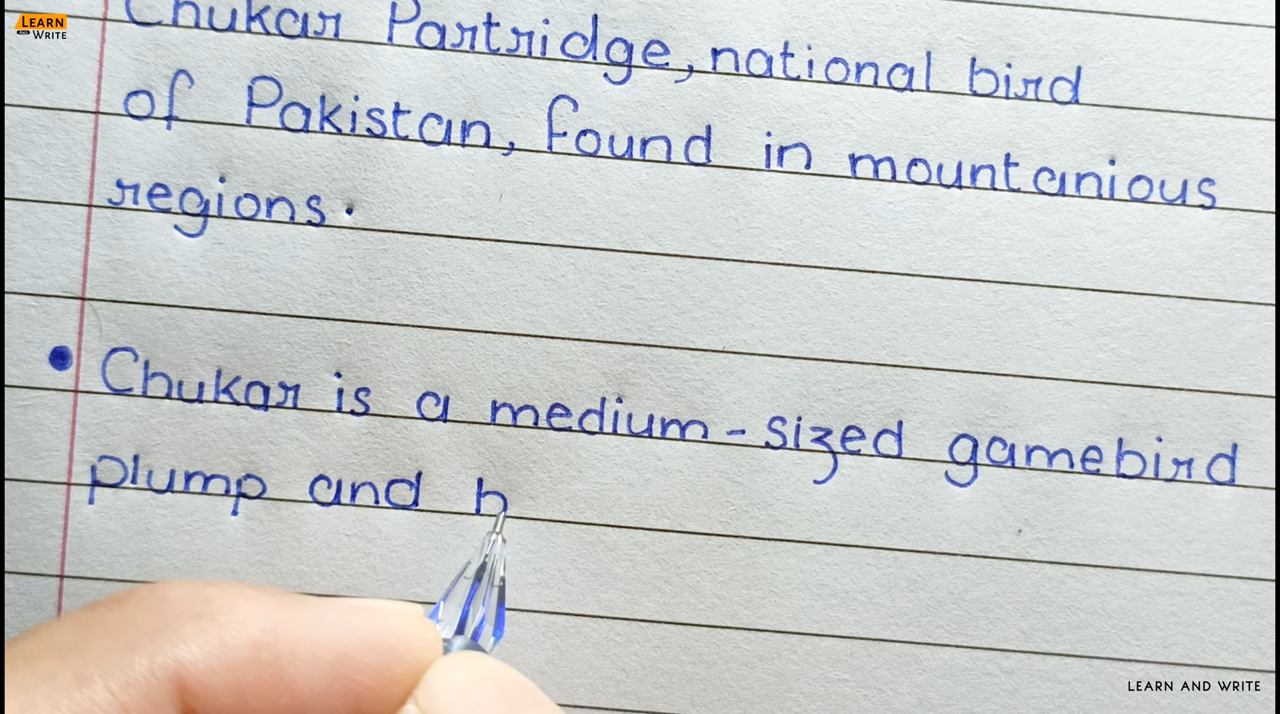 LEARN
AND WRITE
Chukar Partridge, national bird
of Pakistan, found in mountanious
regions.
• Chukar is a medium-sized gamebird
plump and h
LEARN AND WRITE